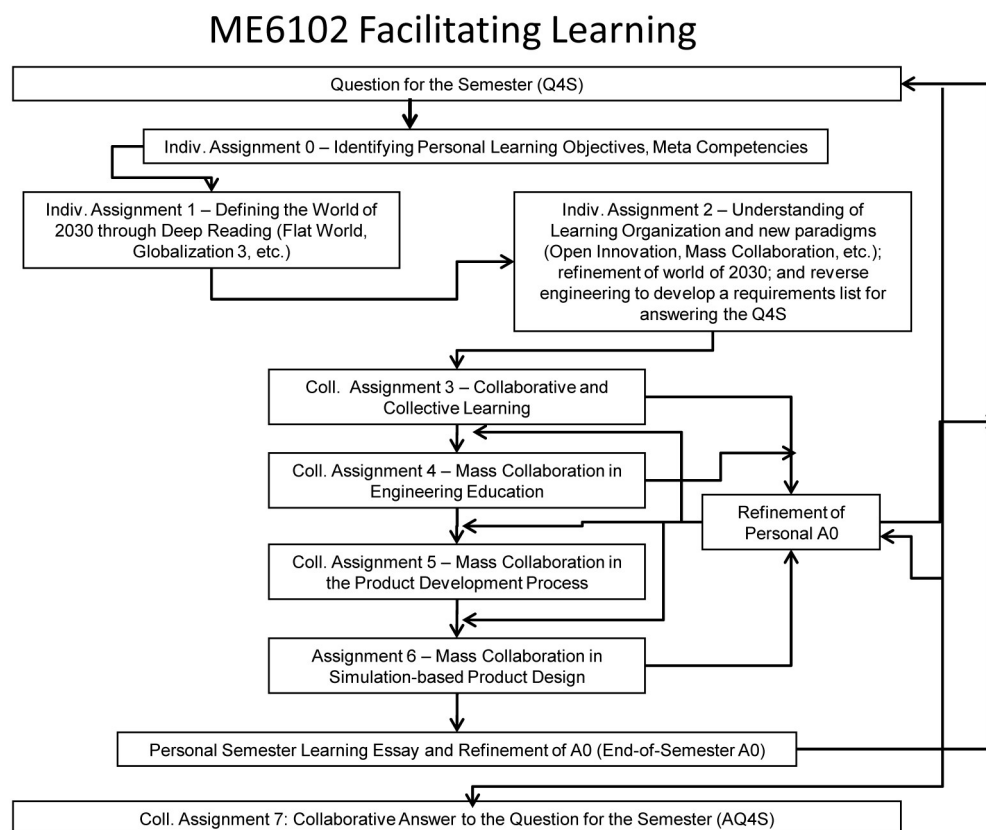 ME6102 Facilitating Learning
Question for the Semester (Q4S)
Indiv. Assignment 0 – Identifying Personal Learning Objectives, Meta Competencies
Indiv. Assignment 1 – Defining the World of
2030 through Deep Reading (Flat World,
Globalization 3, etc.)
Indiv. Assignment 2 – Understanding of
Learning Organization and new paradigms
(Open Innovation, Mass Collaboration, etc.);
refinement of world of 2030; and reverse
engineering to develop a requirements list for
answering the Q4S
Coll. Assignment 3 – Collaborative and
Collective Learning
Coll. Assignment 4 – Mass Collaboration in
Engineering Education
Refinement of
Personal A0
Coll. Assignment 5 – Mass Collaboration in
the Product Development Process
Assignment 6 – Mass Collaboration in
Simulation-based Product Design
Personal Semester Learning Essay and Refinement of A0 (End-of-Semester A0)
Coll. Assignment 7: Collaborative Answer to the Question for the Semester (AQ4S)